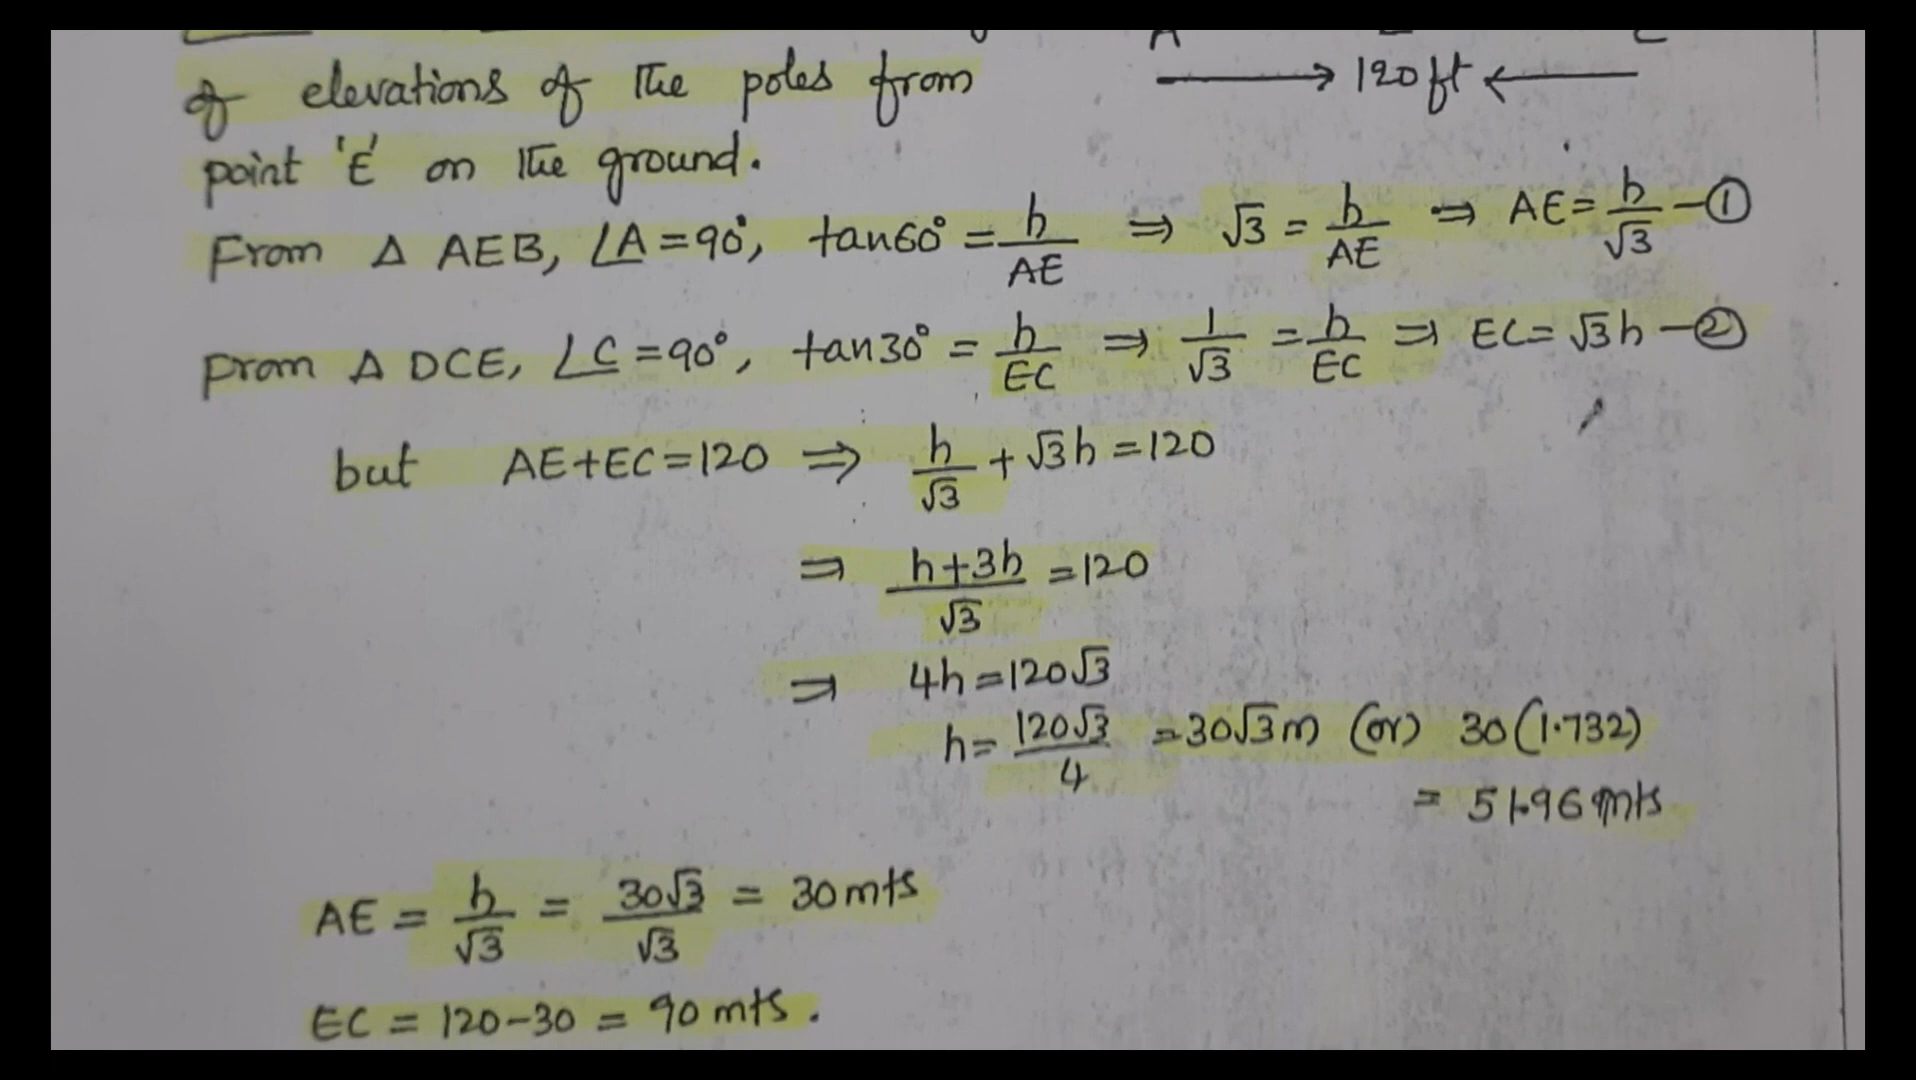 A C
→ 120ft ←
of elevations of the poles from
point 'E' on the ground.
From Δ AEB, ∠A = 90°, tan60° = h/AE ⇒ √3 = h/AE ⇒ AE = h/√3 —①
From Δ DCE, ∠C = 90°, tan30° = h/EC ⇒ 1/√3 = h/EC ⇒ EC = √3h —②
but AE+EC=120 ⇒ h/√3 + √3h = 120
⇒ h+3h/√3 = 120
⇒ 4h = 120√3
h = 120√3/4 = 30√3m (or) 30(1.732)
= 51.96 mts
AE = h/√3 = 30√3/√3 = 30mts
EC = 120-30 = 90 mts.